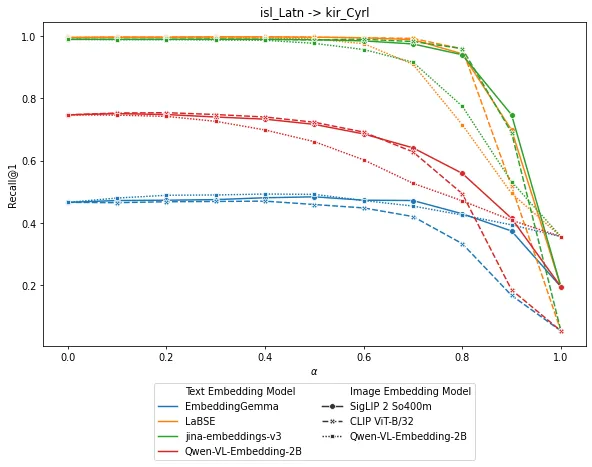 isl_Latn -> kir_Cyrl
Recall@1
1.0
0.8
0.6
0.4
0.2
0.0 0.2 0.4 0.6 0.8 1.0
α
Text Embedding Model Image Embedding Model
EmbeddingGemma SigLIP 2 So400m
LaBSE CLIP ViT-B/32
jina-embeddings-v3 Qwen-VL-Embedding-2B
Qwen-VL-Embedding-2B